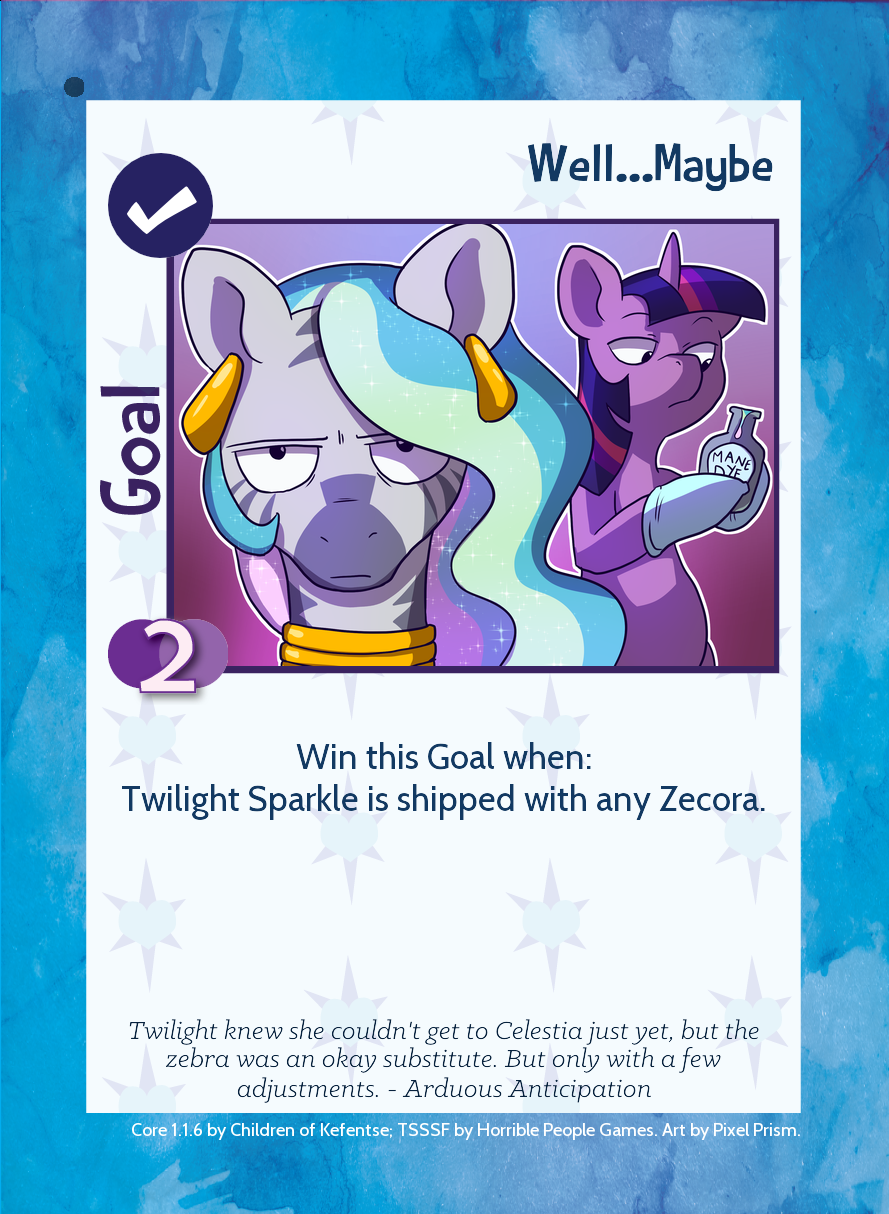 Well...Maybe
Goal
MANE
DYE
2
Win this Goal when:
Twilight Sparkle is shipped with any Zecora.
Twilight knew she couldn't get to Celestia just yet, but the
zebra was an okay substitute. But only with a few
adjustments. - Arduous Anticipation
Core 1.1.6 by Children of Kefentse; TSSSF by Horrible People Games. Art by Pixel Prism.